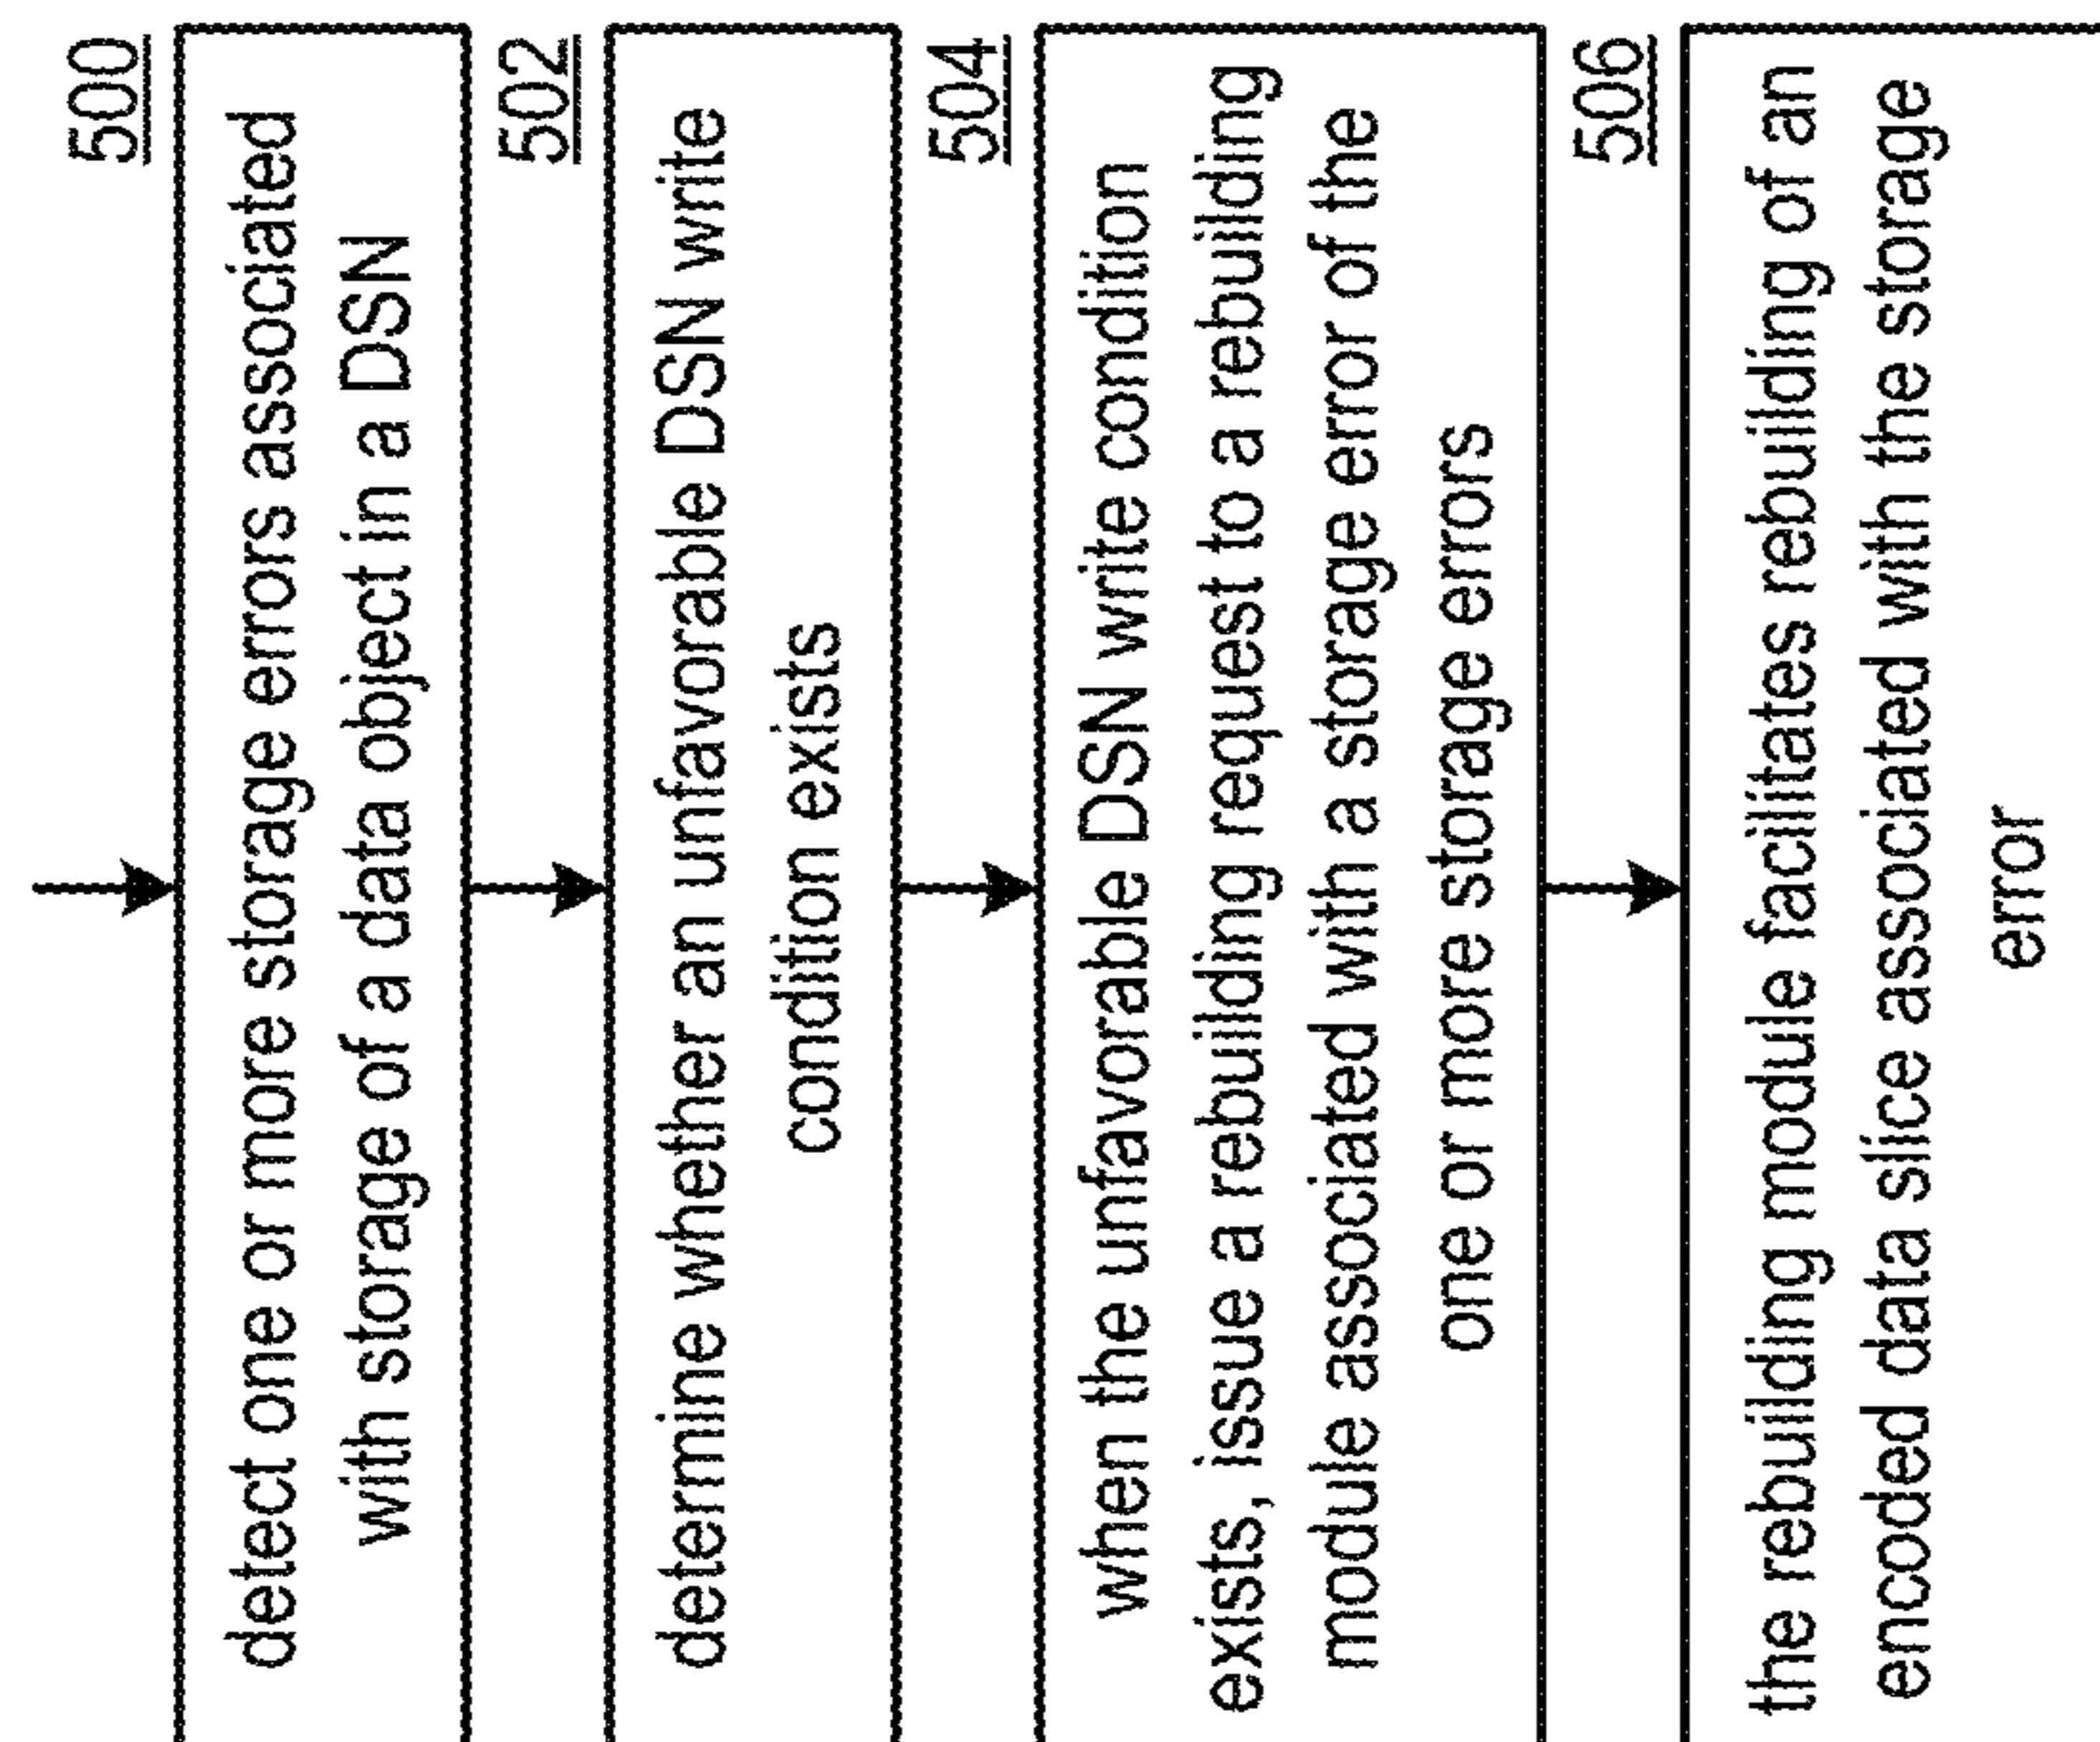 500
detect one or more storage errors associated
with storage of a data object in a DSN
502
determine whether an unfavorable DSN write
condition exists
504
when the unfavorable DSN write condition
exists, issue a rebuilding request to a rebuilding
module associated with a storage error of the
one or more storage errors
506
the rebuilding module facilitates rebuilding of an
encoded data slice associated with the storage
error